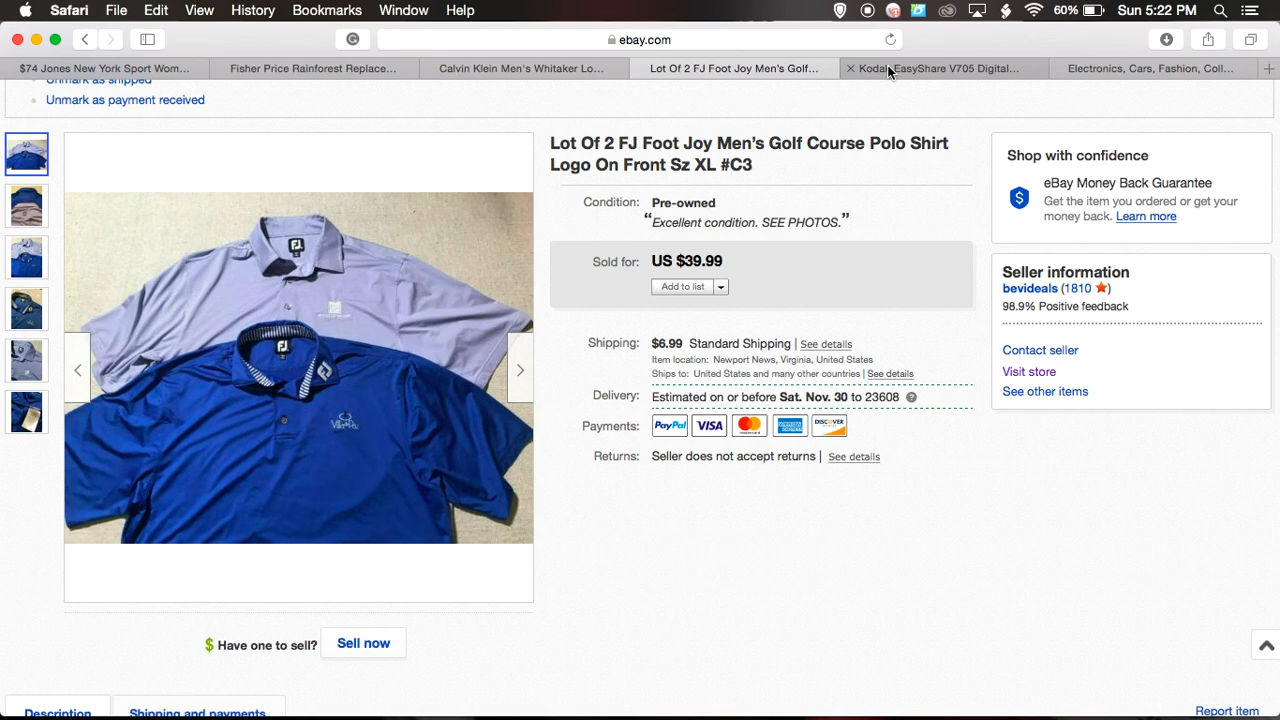 Safari File Edit View History Bookmarks Window Help 60% Sun 5:22 PM
ebay.com
$74 Jones New York Sport Wom... Fisher Price Rainforest Replace... Calvin Klein Men's Whitaker Lo... Lot Of 2 FJ Foot Joy Men's Golf... Kodak EasyShare V705 Digital... Electronics, Cars, Fashion, Coll...
Unmark as shipped
Unmark as payment received
Lot Of 2 FJ Foot Joy Men's Golf Course Polo Shirt
Logo On Front Sz XL #C3
Condition: Pre-owned
“Excellent condition. SEE PHOTOS.”
Sold for: US $39.99
Add to list
Shipping: $6.99 Standard Shipping | See details
Item location: Newport News, Virginia, United States
Ships to: United States and many other countries | See details
Delivery: Estimated on or before Sat. Nov. 30 to 23608 ?
Payments: PayPal VISA MasterCard DISCOVER
Returns: Seller does not accept returns | See details
Shop with confidence
eBay Money Back Guarantee
Get the item you ordered or get your
money back. Learn more
Seller information
bevideals (1810 )
98.9% Positive feedback
Contact seller
Visit store
See other items
FJ
FJ
$ Have one to sell? Sell now
Description Shipping and payments
Report item